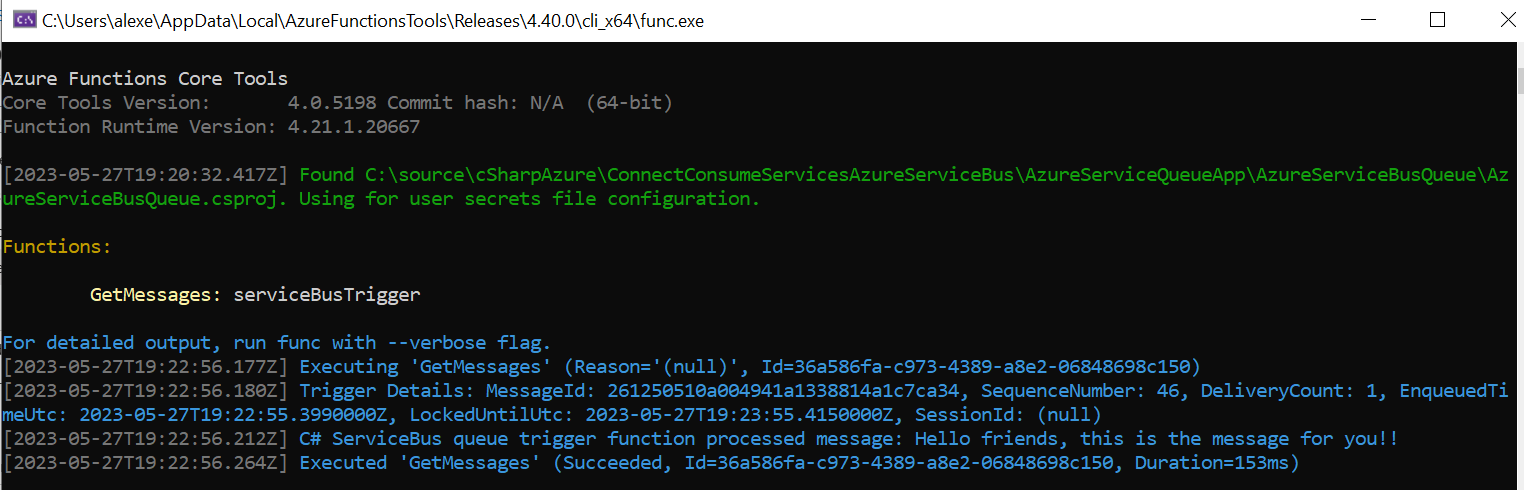 C:\Users\alexe\AppData\Local\AzureFunctionsTools\Releases\4.40.0\cli_x64\func.exe
Azure Functions Core Tools
Core Tools Version:       4.0.5198 Commit hash: N/A  (64-bit)
Function Runtime Version: 4.21.1.20667
[2023-05-27T19:20:32.417Z] Found C:\source\cSharpAzure\ConnectConsumeServicesAzureServiceBus\AzureServiceQueueApp\AzureServiceBusQueue\Az
ureServiceBusQueue.csproj. Using for user secrets file configuration.
Functions:
        GetMessages: serviceBusTrigger
For detailed output, run func with --verbose flag.
[2023-05-27T19:22:56.177Z] Executing 'GetMessages' (Reason='(null)', Id=36a586fa-c973-4389-a8e2-06848698c150)
[2023-05-27T19:22:56.180Z] Trigger Details: MessageId: 261250510a004941a1338814a1c7ca34, SequenceNumber: 46, DeliveryCount: 1, EnqueuedTi
meUtc: 2023-05-27T19:22:55.3990000Z, LockedUntilUtc: 2023-05-27T19:23:55.4150000Z, SessionId: (null)
[2023-05-27T19:22:56.212Z] C# ServiceBus queue trigger function processed message: Hello friends, this is the message for you!!
[2023-05-27T19:22:56.264Z] Executed 'GetMessages' (Succeeded, Id=36a586fa-c973-4389-a8e2-06848698c150, Duration=153ms)